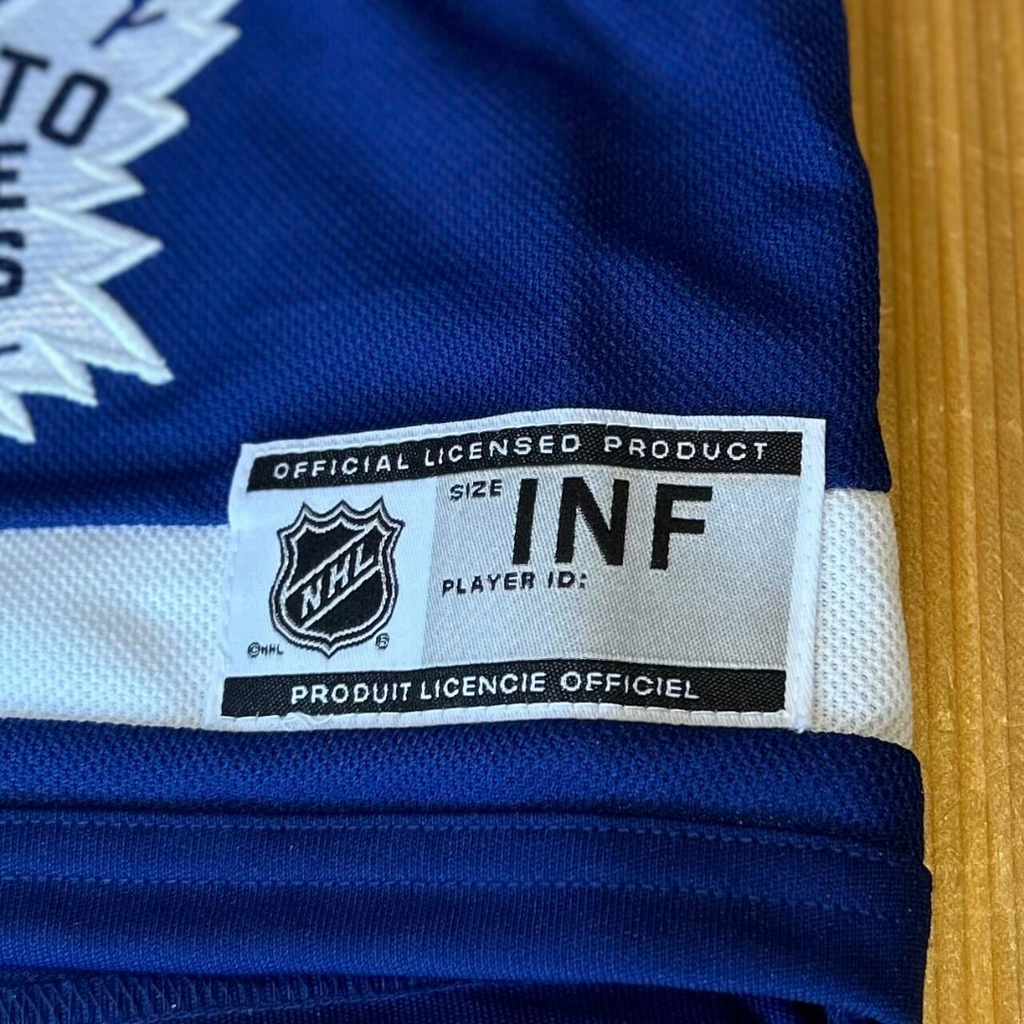 TO
S
OFFICIAL LICENSED PRODUCT
SIZE INF
NHL
PLAYER ID:
©NHL ®
PRODUIT LICENCIE OFFICIEL